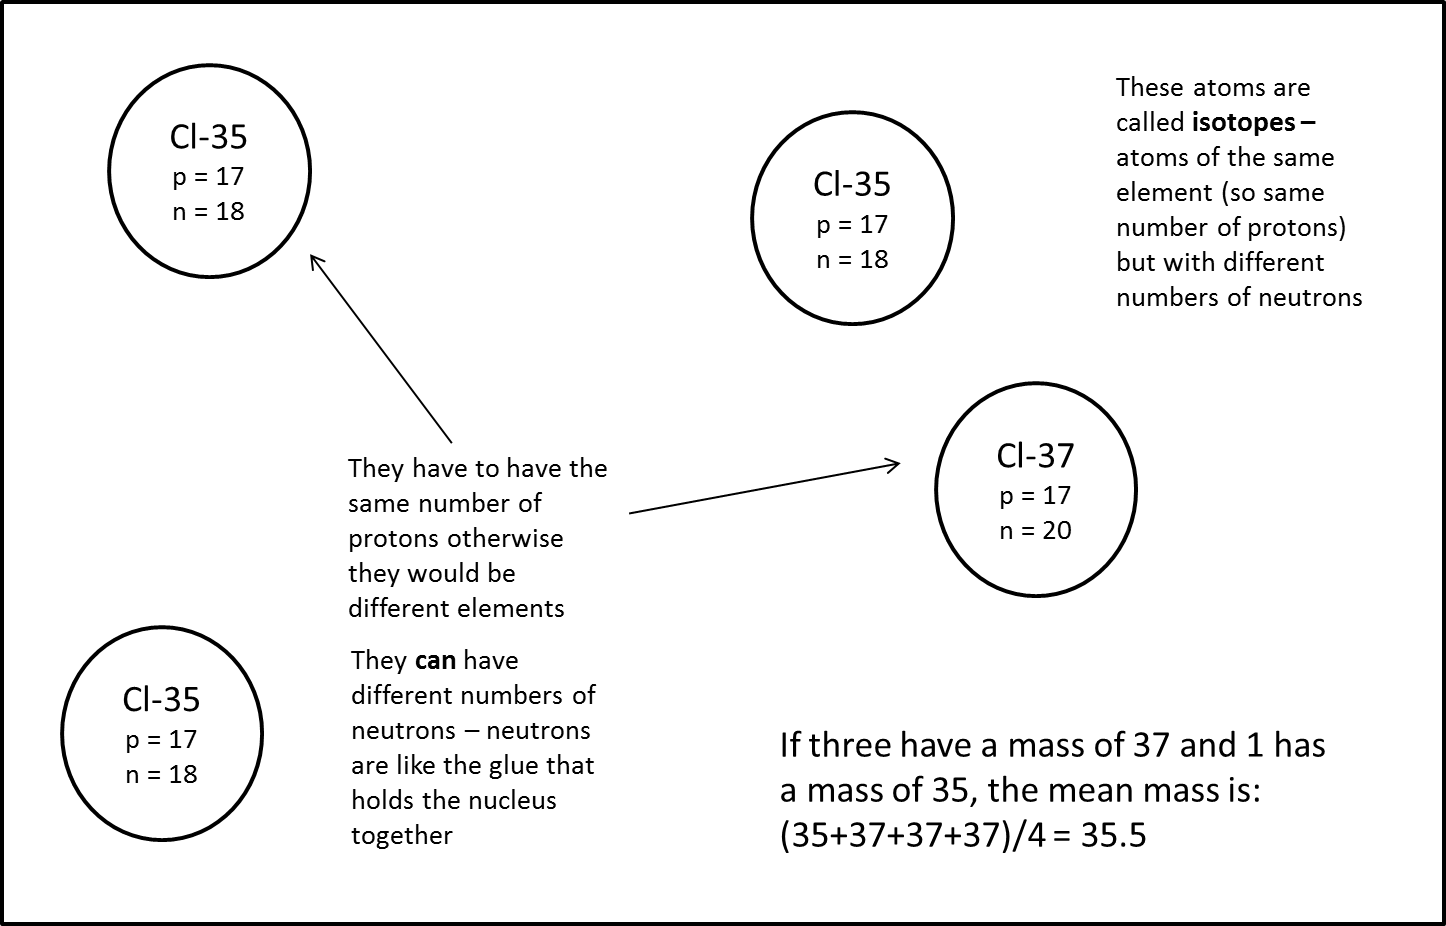 Cl-35
p = 17
n = 18
Cl-35
p = 17
n = 18
These atoms are
called isotopes –
atoms of the same
element (so same
number of protons)
but with different
numbers of neutrons
They have to have the
same number of
protons otherwise
they would be
different elements
Cl-37
p = 17
n = 20
Cl-35
p = 17
n = 18
They can have
different numbers of
neutrons – neutrons
are like the glue that
holds the nucleus
together
If three have a mass of 37 and 1 has
a mass of 35, the mean mass is:
(35+37+37+37)/4 = 35.5